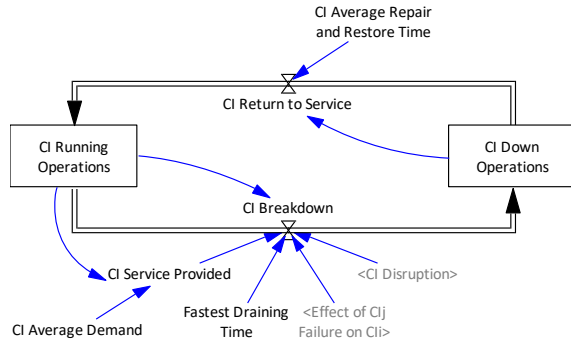 CI Average Repair
and Restore Time
CI Return to Service
CI Running
Operations
CI Down
Operations
CI Breakdown
CI Service Provided
<CI Disruption>
CI Average Demand
Fastest Draining
Time
<Effect of CIj
Failure on CIi>